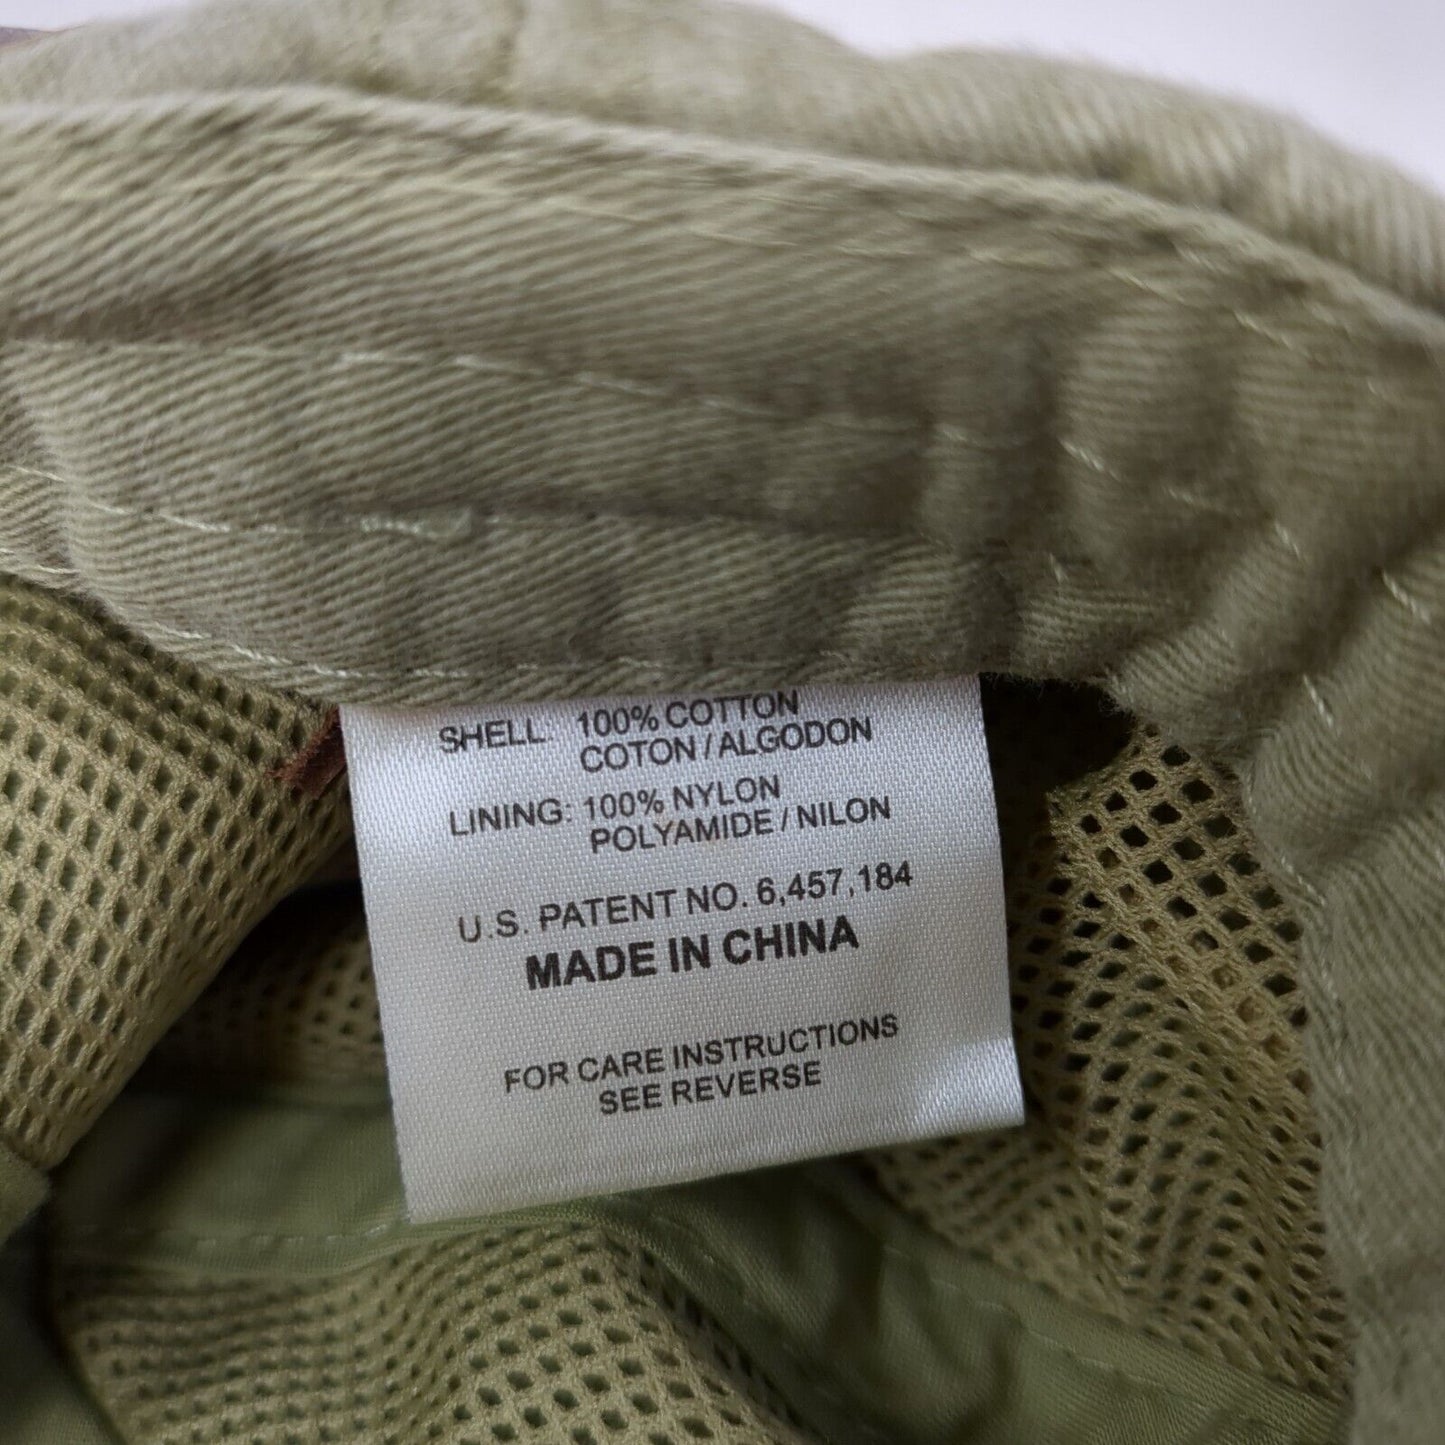 SHELL: 100% COTTON
COTON / ALGODON
LINING: 100% NYLON
POLYAMIDE / NILON
U.S. PATENT NO. 6,457,184
MADE IN CHINA
FOR CARE INSTRUCTIONS
SEE REVERSE